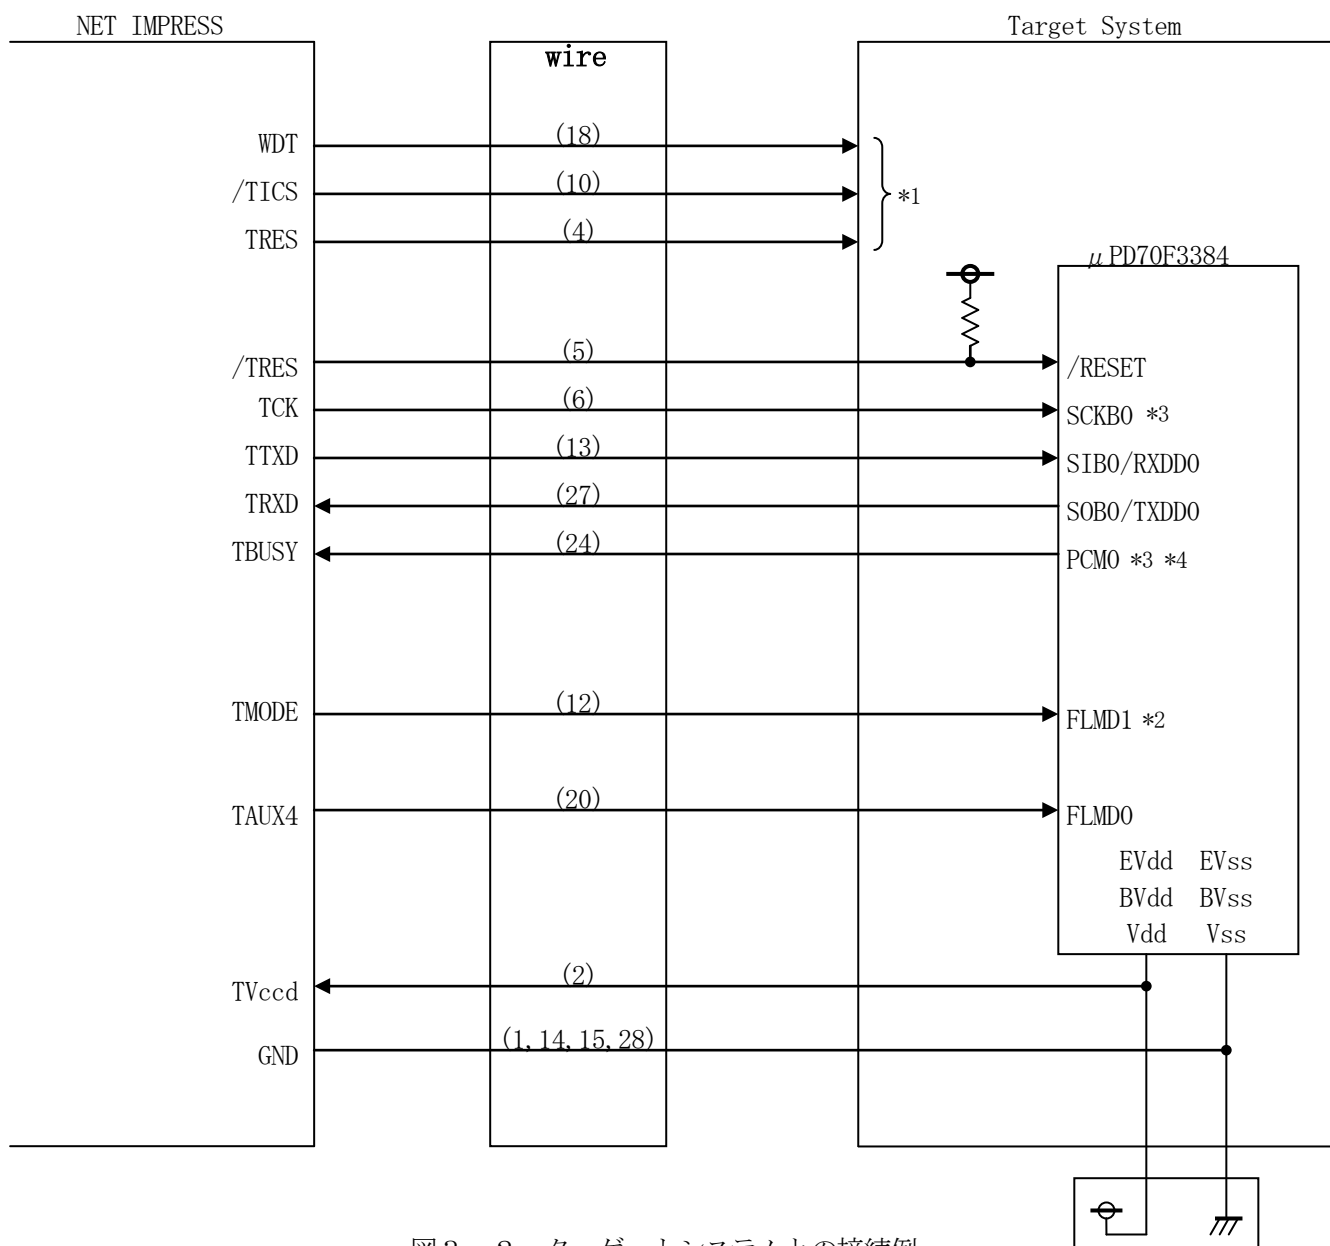 NET IMPRESS
Target System
wire
WDT (18)
/TICS (10) *1
TRES (4)
μPD70F3384
/TRES (5) /RESET
TCK (6) SCKB0 *3
TTXD (13) SIB0/RXDD0
TRXD (27) SOB0/TXDD0
TBUSY (24) PCM0 *3 *4
TMODE (12) FLMD1 *2
TAUX4 (20) FLMD0
EVdd EVss
BVdd BVss
Vdd Vss
TVccd (2)
GND (1,14,15,28)